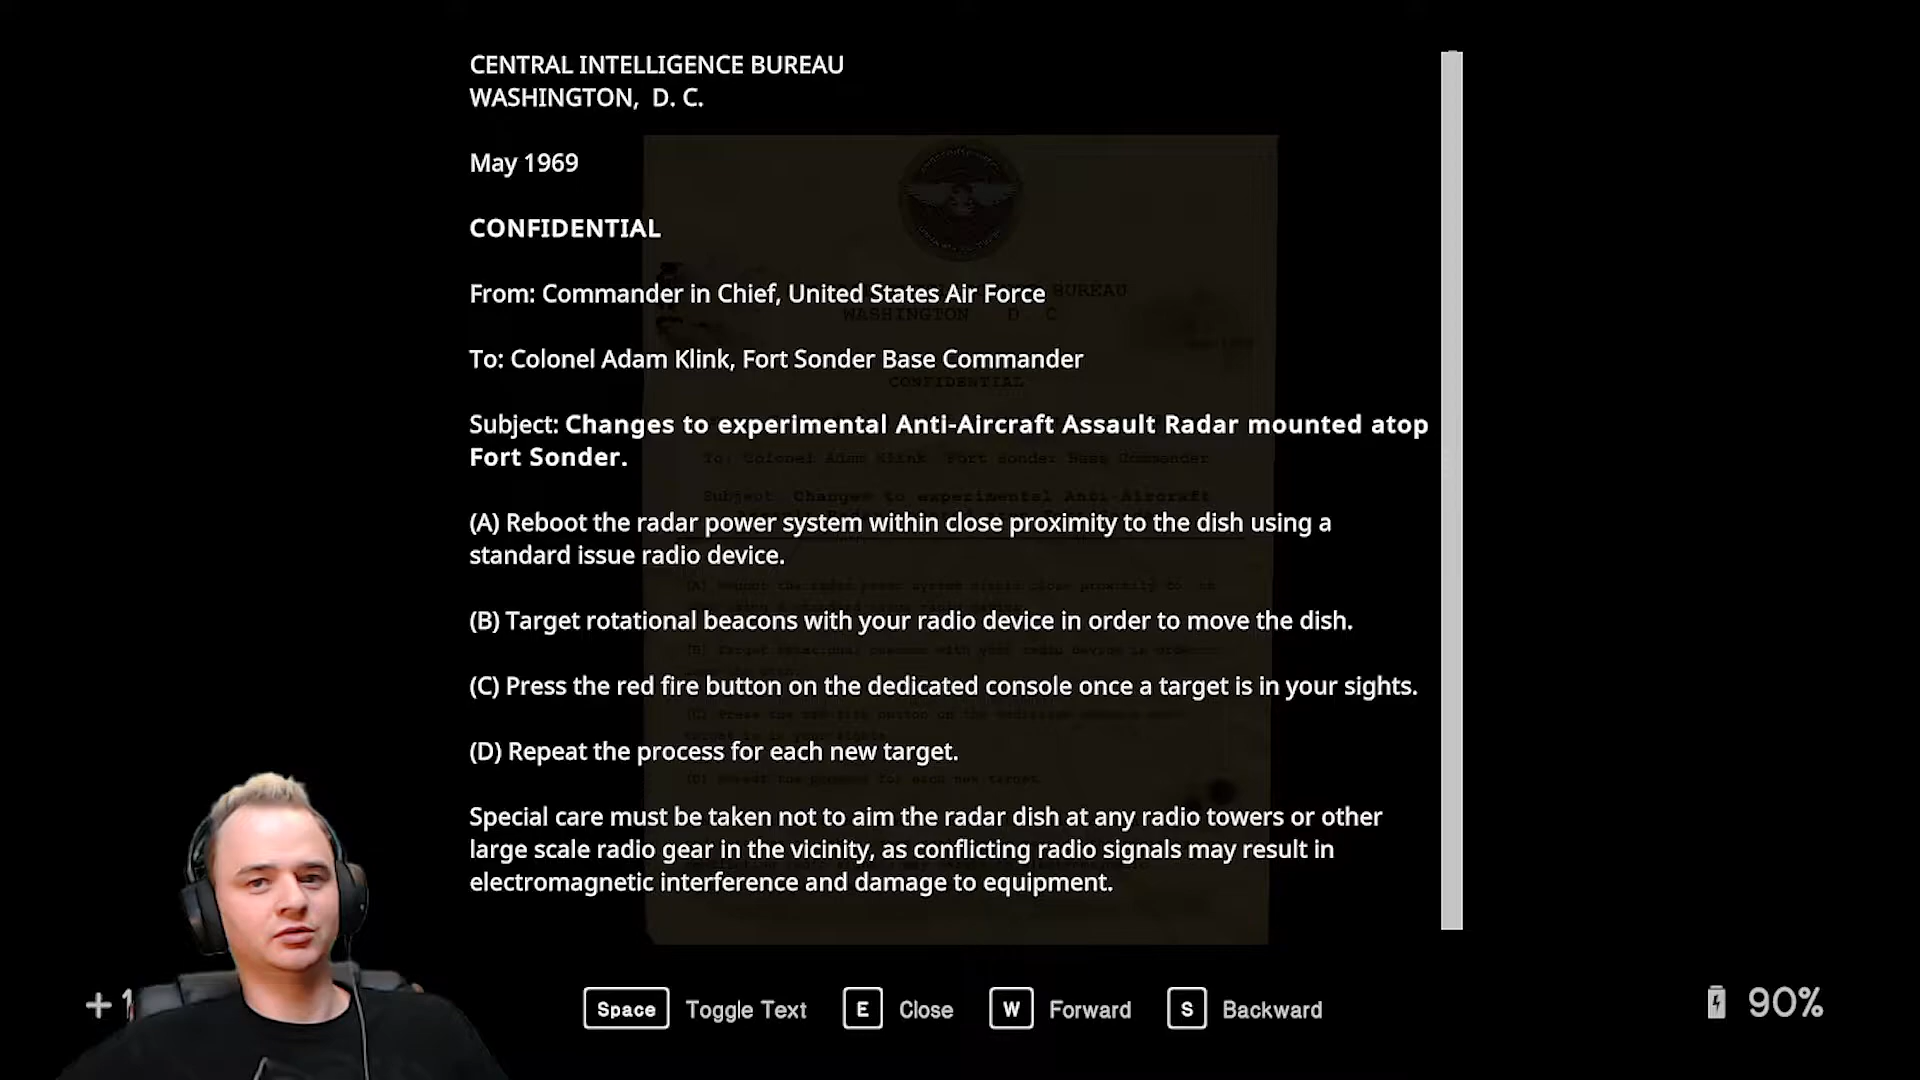 CENTRAL INTELLIGENCE BUREAU
WASHINGTON, D. C.
May 1969
CONFIDENTIAL
From: Commander in Chief, United States Air Force
To: Colonel Adam Klink, Fort Sonder Base Commander
Subject: Changes to experimental Anti-Aircraft Assault Radar mounted atop
Fort Sonder.
(A) Reboot the radar power system within close proximity to the dish using a
standard issue radio device.
(B) Target rotational beacons with your radio device in order to move the dish.
(C) Press the red fire button on the dedicated console once a target is in your sights.
(D) Repeat the process for each new target.
Special care must be taken not to aim the radar dish at any radio towers or other
large scale radio gear in the vicinity, as conflicting radio signals may result in
electromagnetic interference and damage to equipment.
Space Toggle Text E Close W Forward S Backward
90%